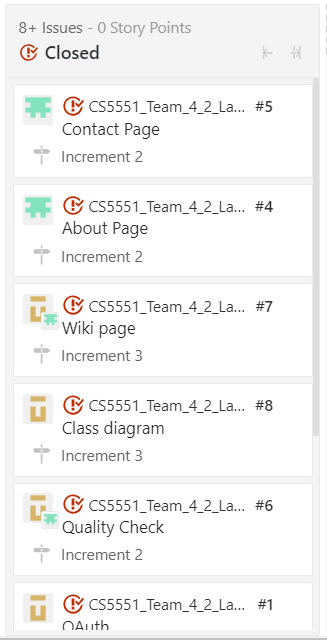 8+ Issues - 0 Story Points
Closed
CS5551_Team_4_2_La... #5
Contact Page
Increment 2
CS5551_Team_4_2_La... #4
About Page
Increment 2
CS5551_Team_4_2_La... #7
Wiki page
Increment 3
CS5551_Team_4_2_La... #8
Class diagram
Increment 3
CS5551_Team_4_2_La... #6
Quality Check
Increment 2
CS5551_Team_4_2_La... #1
OAuth